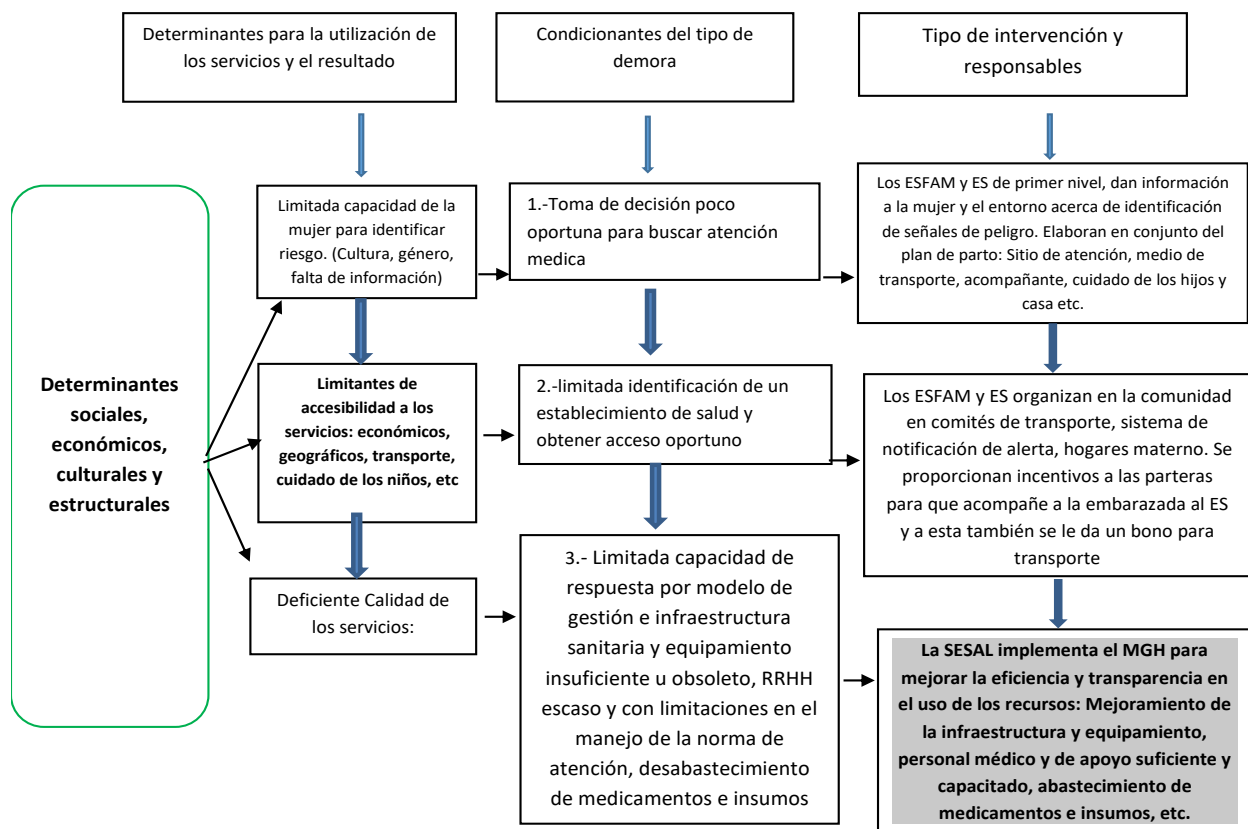 Determinantes para la utilización de
los servicios y el resultado
Condicionantes del tipo de
demora
Tipo de intervención y
responsables
Determinantes
sociales,
económicos,
culturales y
estructurales
Limitada capacidad de la
mujer para identificar
riesgo. (Cultura, género,
falta de información)
1.-Toma de decisión poco
oportuna para buscar atención
medica
Los ESFAM y ES de primer nivel, dan información
a la mujer y el entorno acerca de identificación
de señales de peligro. Elaboran en conjunto del
plan de parto: Sitio de atención, medio de
transporte, acompañante, cuidado de los hijos y
casa etc.
Limitantes de
accesibilidad a los
servicios: económicos,
geográficos, transporte,
cuidado de los niños, etc
2.-limitada identificación de un
establecimiento de salud y
obtener acceso oportuno
Los ESFAM y ES organizan en la comunidad
en comités de transporte, sistema de
notificación de alerta, hogares materno. Se
proporcionan incentivos a las parteras
para que acompañe a la embarazada al ES
y a esta también se le da un bono para
transporte
Deficiente Calidad de
los servicios:
3.- Limitada capacidad de
respuesta por modelo de
gestión e infraestructura
sanitaria y equipamiento
insuficiente u obsoleto, RRHH
escaso y con limitaciones en el
manejo de la norma de
atención, desabastecimiento
de medicamentos e insumos
La SESAL implementa el MGH para
mejorar la eficiencia y transparencia en
el uso de los recursos: Mejoramiento de
la infraestructura y equipamiento,
personal médico y de apoyo suficiente y
capacitado, abastecimiento de
medicamentos e insumos, etc.